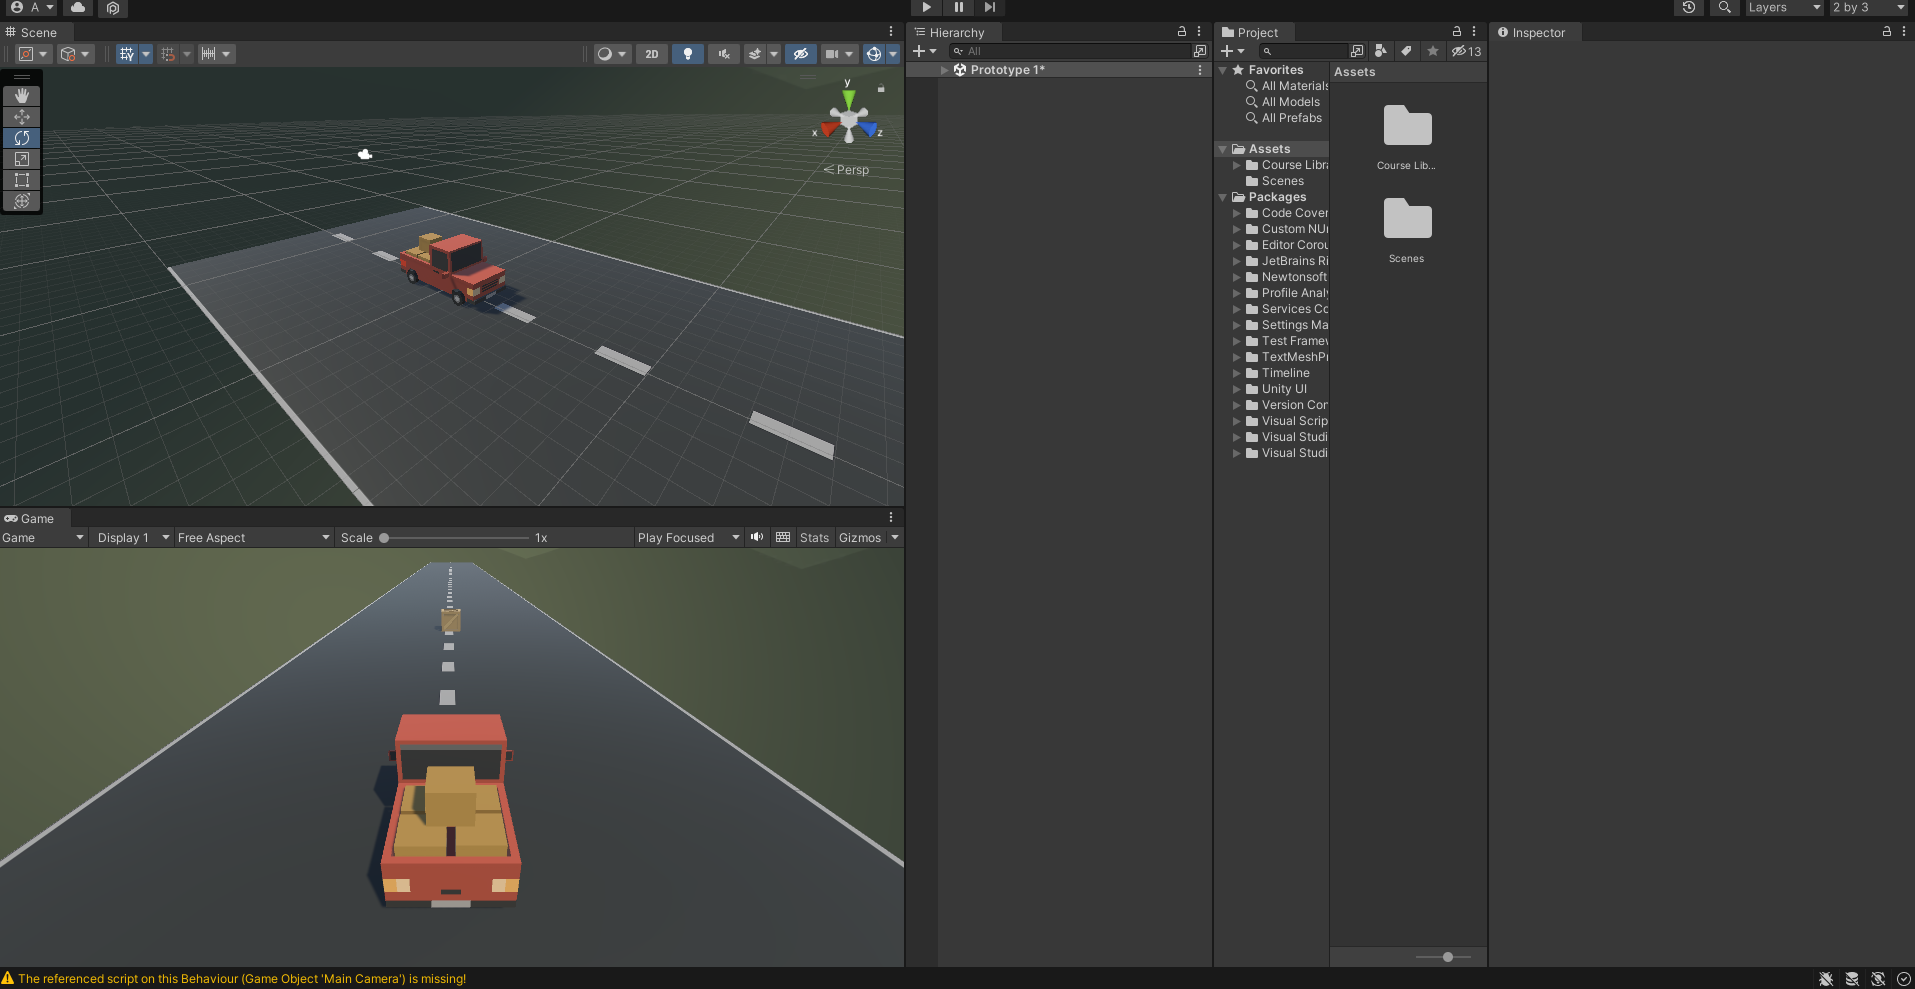 A
Layers
2 by 3
Scene
2D
y
x
z
Persp
Hierarchy
All
Prototype 1*
Project
13
Favorites
All Materials
All Models
All Prefabs
Assets
Course Libra
Scenes
Packages
Code Cover
Custom NU
Editor Corou
JetBrains Ri
Newtonsoft
Profile Analy
Services Co
Settings Ma
Test Framew
TextMeshPr
Timeline
Unity UI
Version Con
Visual Scrip
Visual Studi
Visual Studi
Assets
Course Lib...
Scenes
Inspector
Game
Game
Display 1
Free Aspect
Scale
1x
Play Focused
Stats
Gizmos
The referenced script on this Behaviour (Game Object 'Main Camera') is missing!